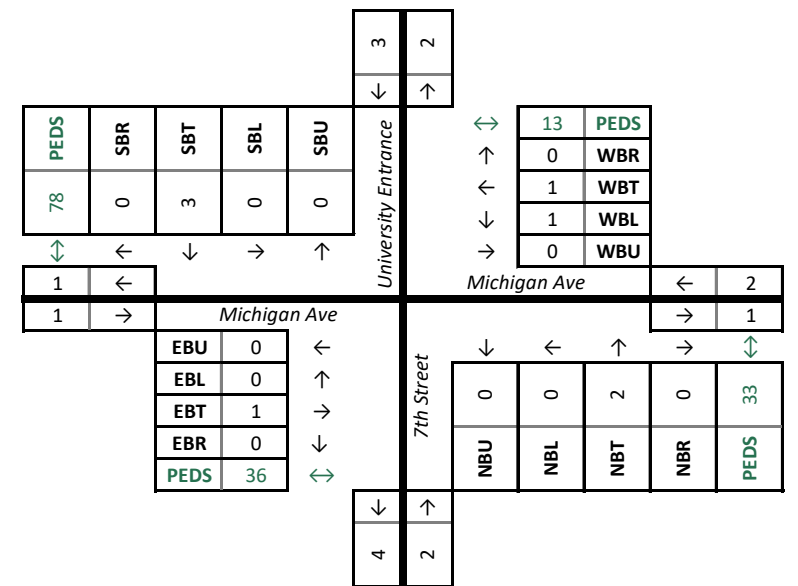 3 2
↓ ↑
PEDS SBR SBT SBL SBU
78 0 3 0 0
↕ ← ↓ → ↑
University Entrance
↔ 13 PEDS
↑ 0 WBR
← 1 WBT
↓ 1 WBL
→ 0 WBU
1 ←
Michigan Ave
← 2
1 →
Michigan Ave
→ 1
EBU 0 ←
EBL 0 ↑
EBT 1 →
EBR 0 ↓
PEDS 36 ↔
7th Street
↓ ← ↑ → ↕
0 0 2 0 33
NBU NBL NBT NBR PEDS
↓ ↑
4 2